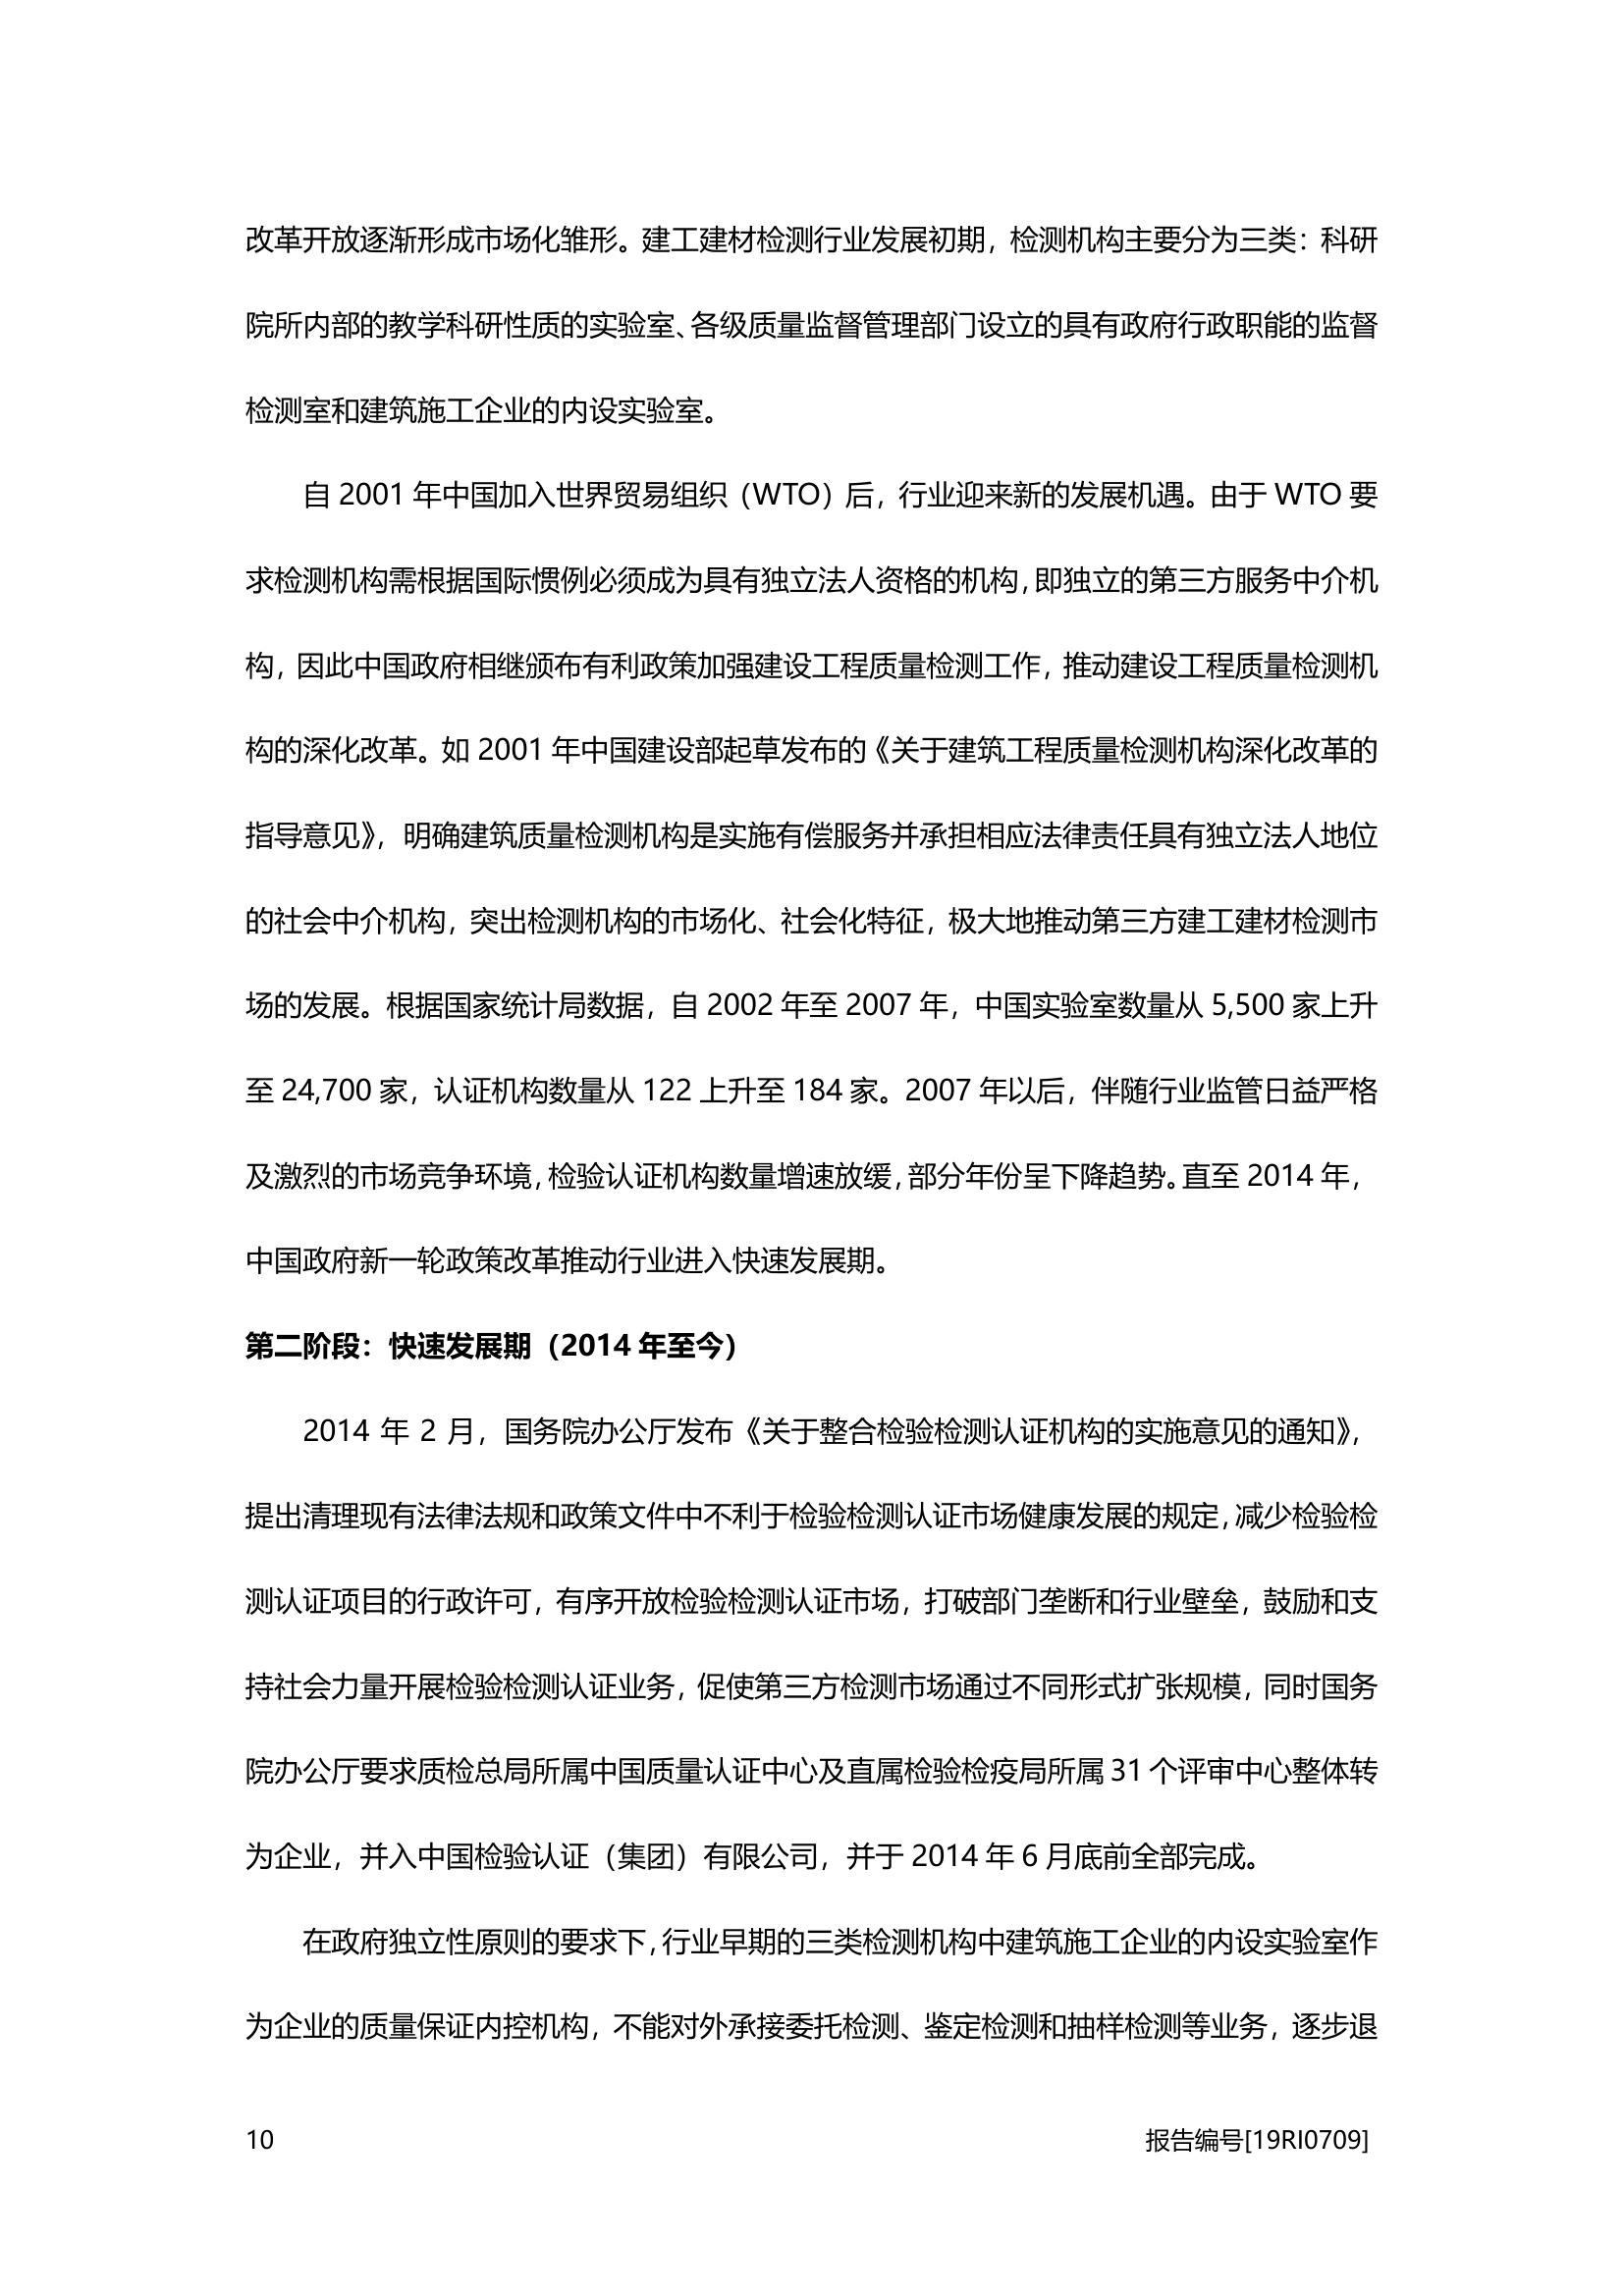 改革开放逐渐形成市场化雏形。建工建材检测行业发展初期，检测机构主要分为三类：科研
院所内部的教学科研性质的实验室、各级质量监督管理部门设立的具有政府行政职能的监督
检测室和建筑施工企业的内设实验室。
自 2001 年中国加入世界贸易组织（WTO）后，行业迎来新的发展机遇。由于 WTO 要
求检测机构需根据国际惯例必须成为具有独立法人资格的机构，即独立的第三方服务中介机
构，因此中国政府相继颁布有利政策加强建设工程质量检测工作，推动建设工程质量检测机
构的深化改革。如 2001 年中国建设部起草发布的《关于建筑工程质量检测机构深化改革的
指导意见》，明确建筑质量检测机构是实施有偿服务并承担相应法律责任具有独立法人地位
的社会中介机构，突出检测机构的市场化、社会化特征，极大地推动第三方建工建材检测市
场的发展。根据国家统计局数据，自 2002 年至 2007 年，中国实验室数量从 5,500 家上升
至 24,700 家，认证机构数量从 122 上升至 184 家。2007 年以后，伴随行业监管日益严格
及激烈的市场竞争环境，检验认证机构数量增速放缓，部分年份呈下降趋势。直至 2014 年，
中国政府新一轮政策改革推动行业进入快速发展期。
第二阶段：快速发展期（2014 年至今）
2014 年 2 月，国务院办公厅发布《关于整合检验检测认证机构的实施意见的通知》，
提出清理现有法律法规和政策文件中不利于检验检测认证市场健康发展的规定，减少检验检
测认证项目的行政许可，有序开放检验检测认证市场，打破部门垄断和行业壁垒，鼓励和支
持社会力量开展检验检测认证业务，促使第三方检测市场通过不同形式扩张规模，同时国务
院办公厅要求质检总局所属中国质量认证中心及直属检验检疫局所属 31 个评审中心整体转
为企业，并入中国检验认证（集团）有限公司，并于 2014 年 6 月底前全部完成。
在政府独立性原则的要求下，行业早期的三类检测机构中建筑施工企业的内设实验室作
为企业的质量保证内控机构，不能对外承接委托检测、鉴定检测和抽样检测等业务，逐步退
10 报告编号[19RI0709]